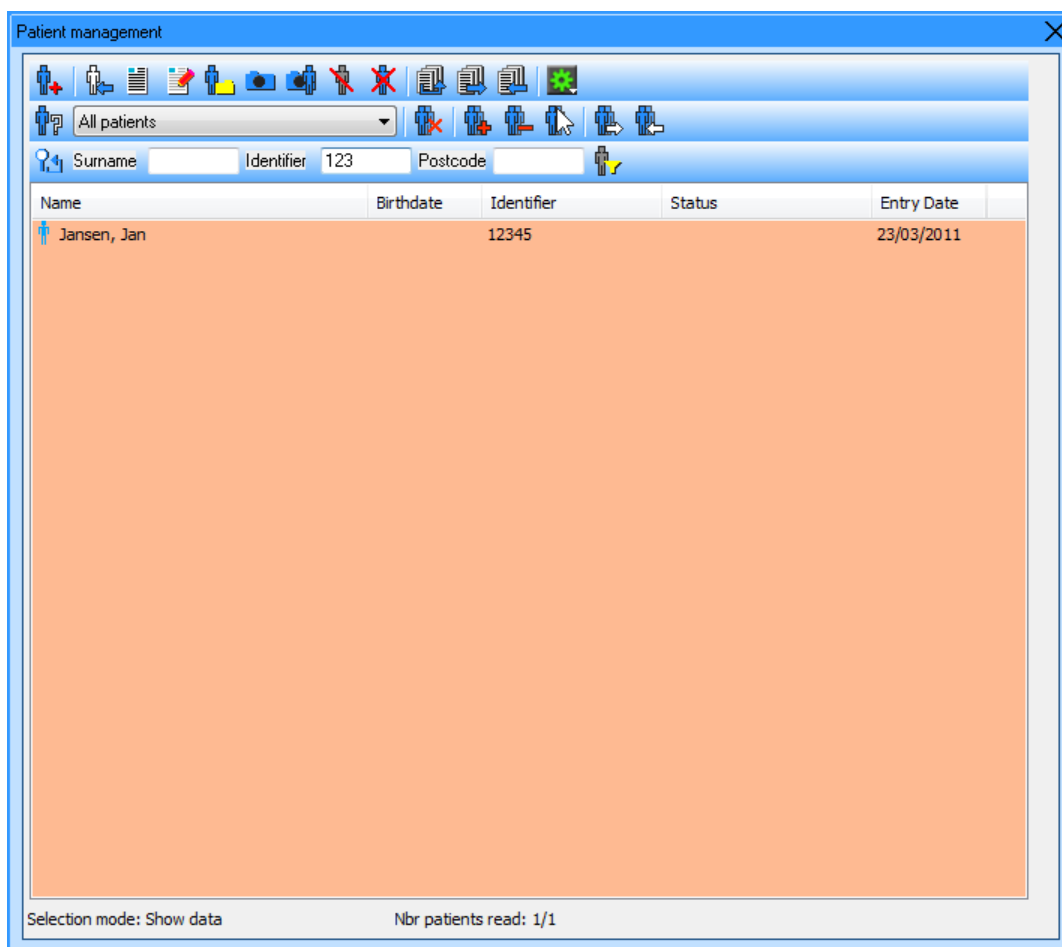 Patient management
All patients
Surname Identifier 123 Postcode
Name Birthdate Identifier Status Entry Date
Jansen, Jan 12345 23/03/2011
Selection mode: Show data Nbr patients read: 1/1